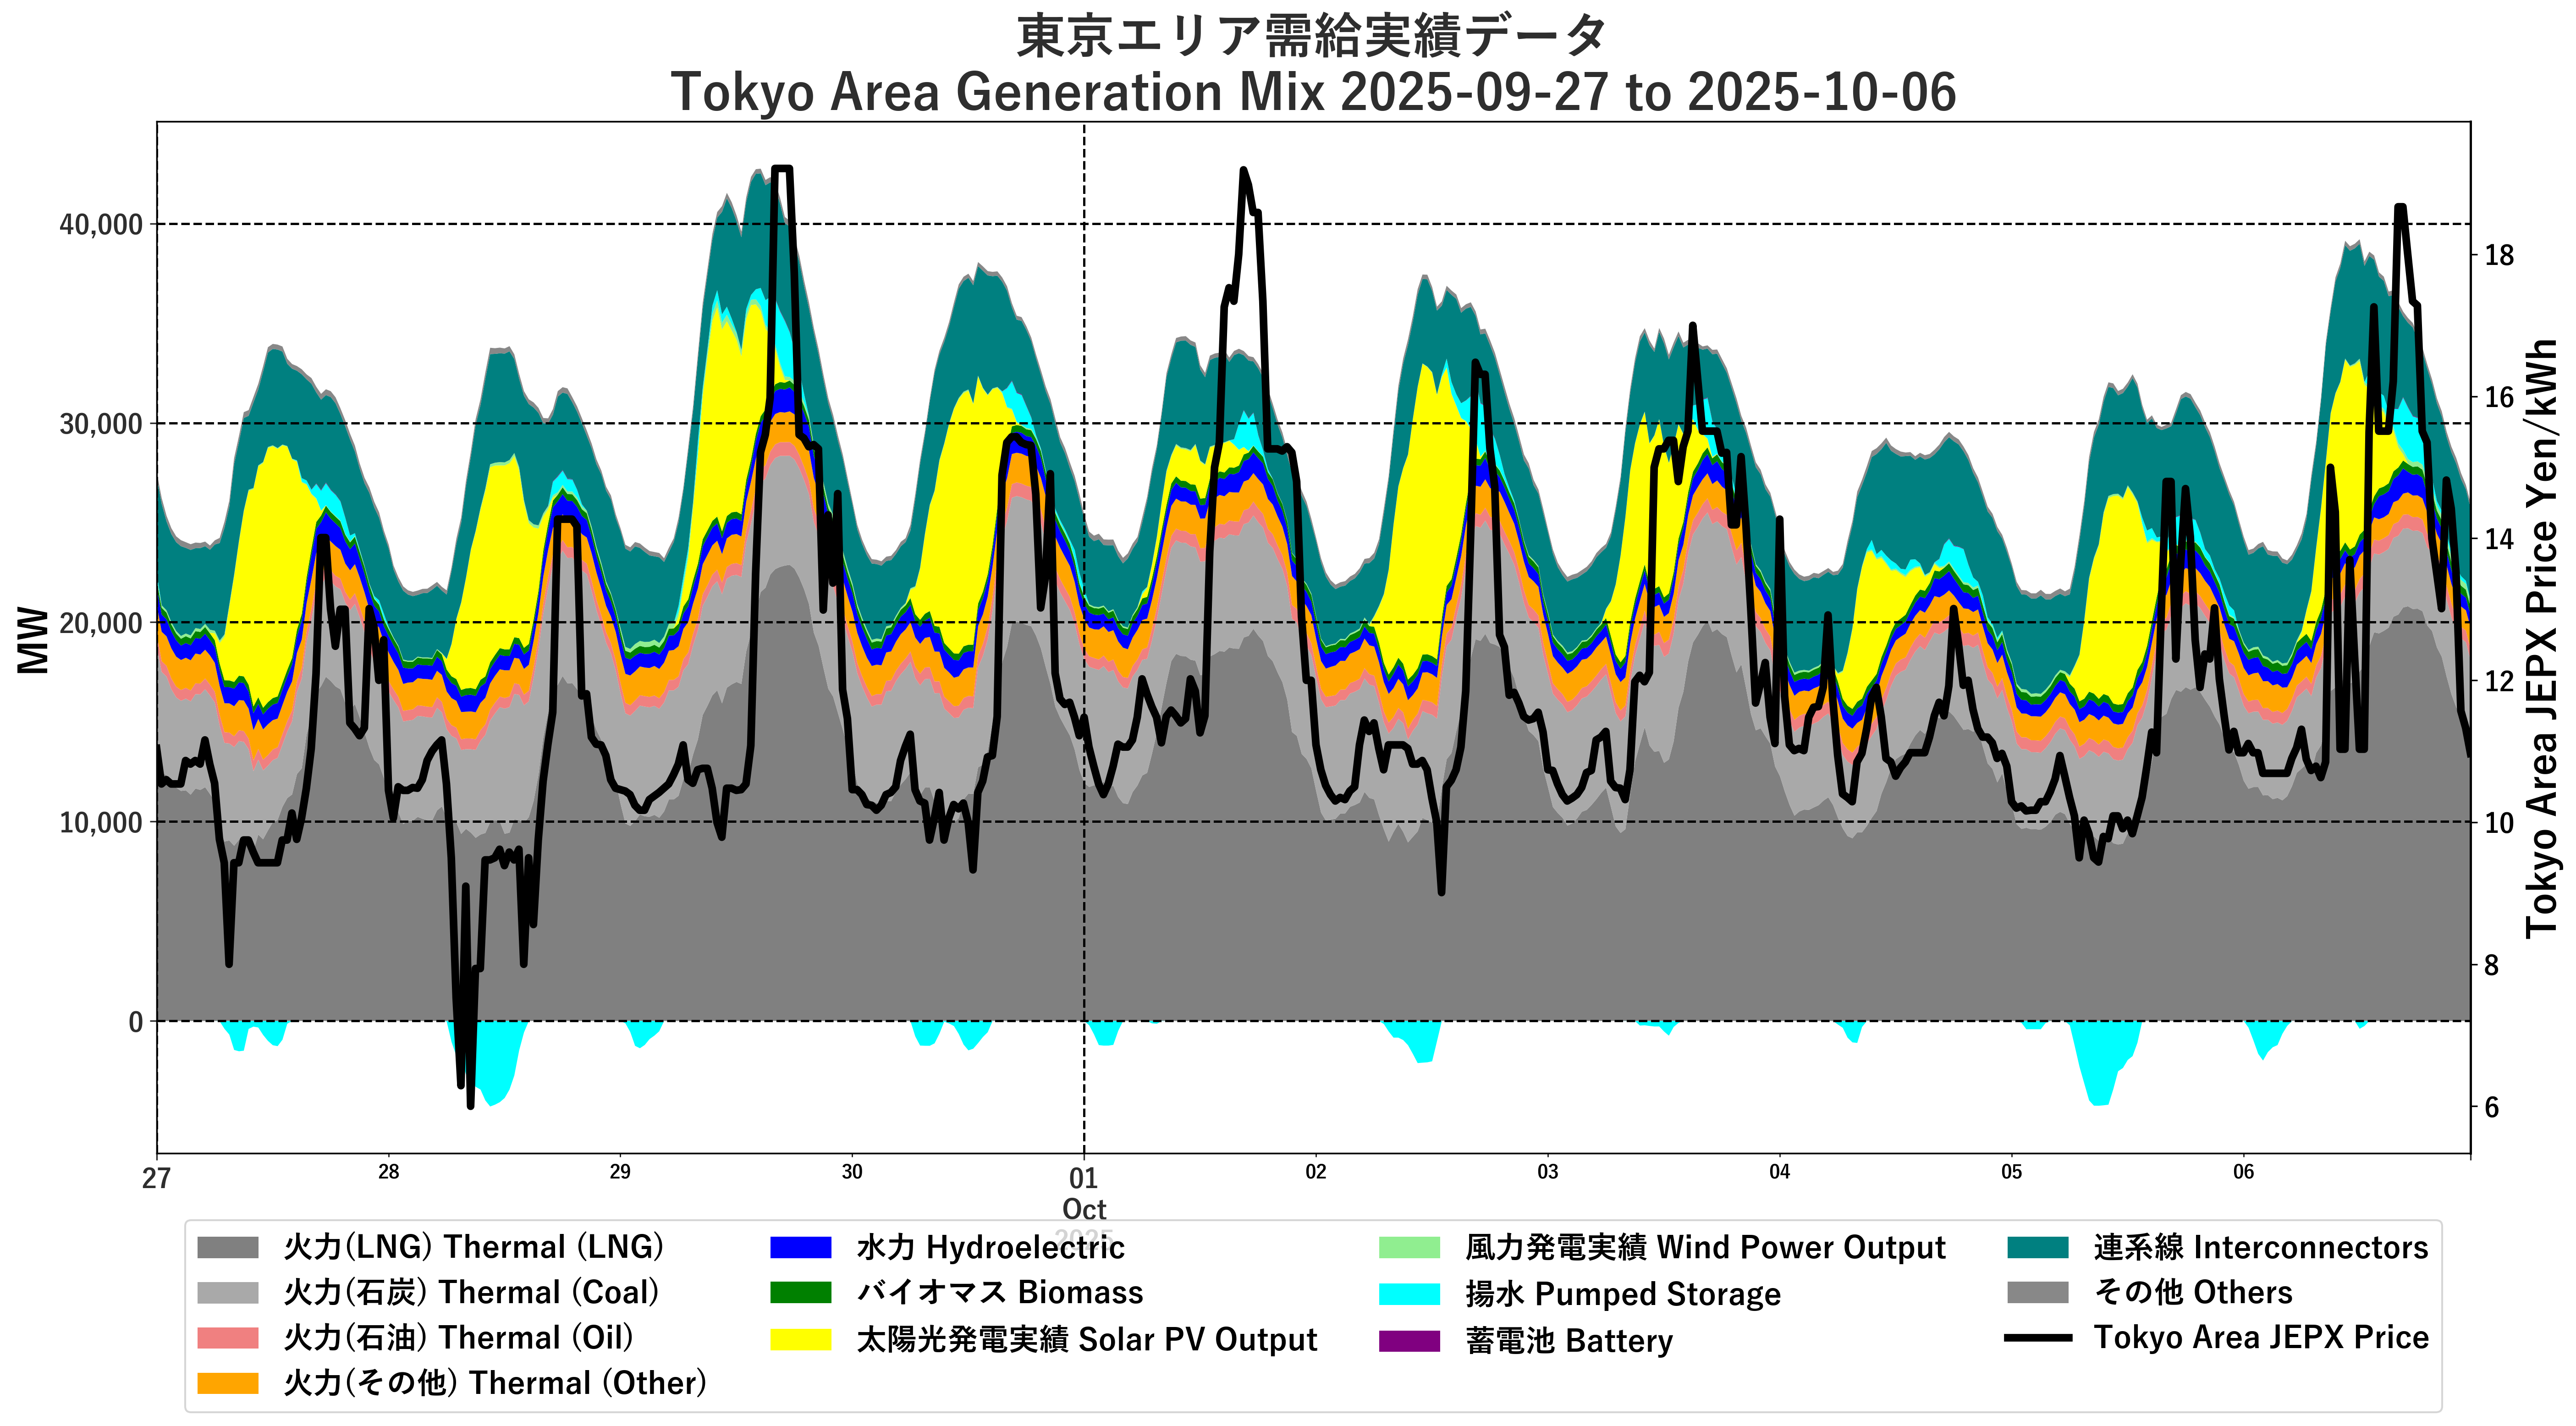 東京エリア需給実績データ
Tokyo Area Generation Mix 2025-09-27 to 2025-10-06
MW
40,000
30,000
20,000
10,000
0
Tokyo Area JEPX Price Yen/kWh
18
16
14
12
10
8
6
27
28
29
30
01
02
03
04
05
06
Oct
2025
火力(LNG) Thermal (LNG)
火力(石炭) Thermal (Coal)
火力(石油) Thermal (Oil)
火力(その他) Thermal (Other)
水力 Hydroelectric
バイオマス Biomass
太陽光発電実績 Solar PV Output
風力発電実績 Wind Power Output
揚水 Pumped Storage
蓄電池 Battery
連系線 Interconnectors
その他 Others
Tokyo Area JEPX Price